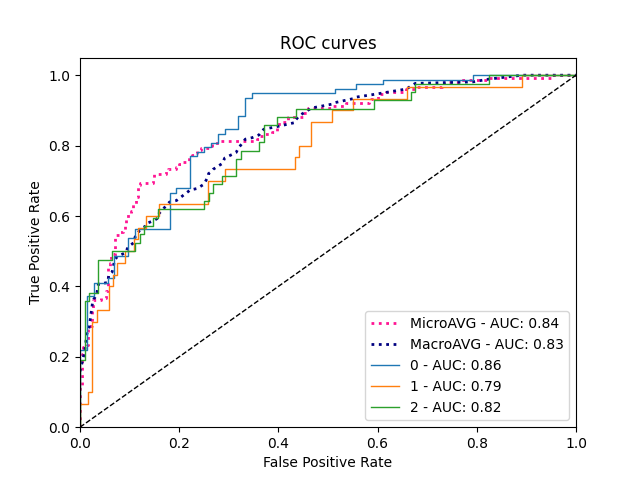 ROC curves
True Positive Rate
1.0
0.8
0.6
0.4
0.2
0.0
MicroAVG - AUC: 0.84
MacroAVG - AUC: 0.83
0 - AUC: 0.86
1 - AUC: 0.79
2 - AUC: 0.82
0.0 0.2 0.4 0.6 0.8 1.0
False Positive Rate